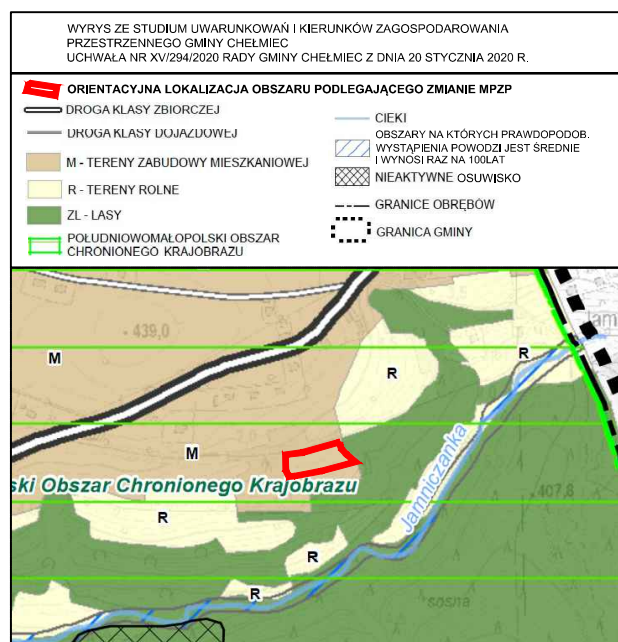 WYRYS ZE STUDIUM UWARUNKOWAŃ I KIERUNKÓW ZAGOSPODAROWANIA
PRZESTRZENNEGO GMINY CHEŁMIEC
UCHWAŁA NR XV/294/2020 RADY GMINY CHEŁMIEC Z DNIA 20 STYCZNIA 2020 R.
ORIENTACYJNA LOKALIZACJA OBSZARU PODLEGAJĄCEGO ZMIANIE MPZP
DROGA KLASY ZBIORCZEJ
DROGA KLASY DOJAZDOWEJ
M - TERENY ZABUDOWY MIESZKANIOWEJ
R - TERENY ROLNE
ZL - LASY
POŁUDNIOWOMAŁOPOLSKI OBSZAR
CHRONIONEGO KRAJOBRAZU
CIEKI
OBSZARY NA KTÓRYCH PRAWDOPODOB.
WYSTĄPIENIA POWODZI JEST ŚREDNIE
I WYNOSI RAZ NA 100LAT
NIEAKTYWNE OSUWISKO
GRANICE OBRĘBÓW
GRANICA GMINY
Jam
439,0
M
R
R
M
ski Obszar Chronionego Krajobrazu
Jamniczanka
407,8
R
R
R
sosna